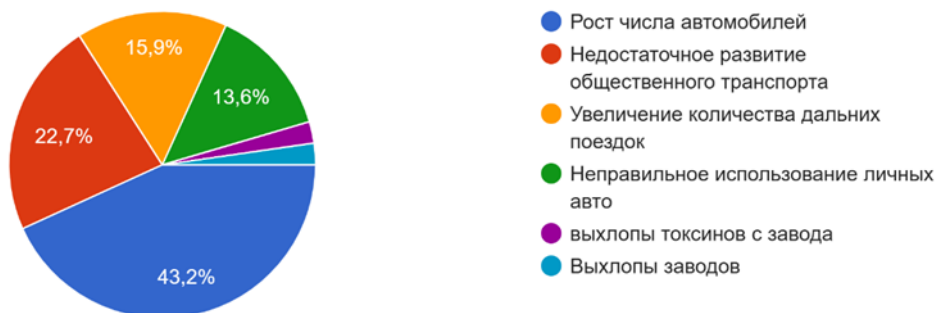 15,9%
13,6%
22,7%
43,2%
Рост числа автомобилей
Недостаточное развитие
общественного транспорта
Увеличение количества дальних
поездок
Неправильное использование личных
авто
выхлопы токсинов с завода
Выхлопы заводов